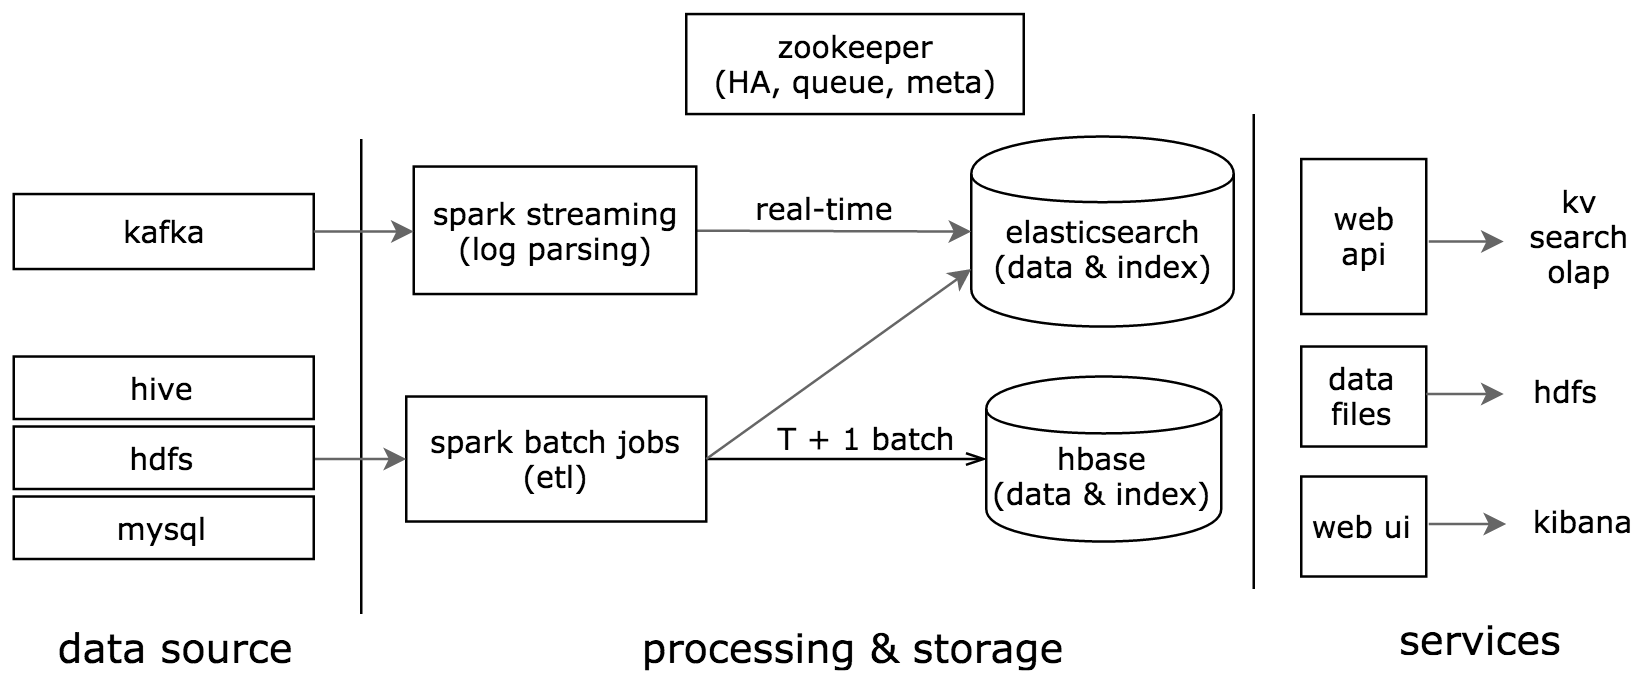 zookeeper
(HA, queue, meta)
kafka
spark streaming
(log parsing)
real-time
elasticsearch
(data & index)
web
api
kv
search
olap
hive
hdfs
mysql
spark batch jobs
(etl)
T + 1 batch
hbase
(data & index)
data
files
hdfs
web ui
kibana
data source
processing & storage
services